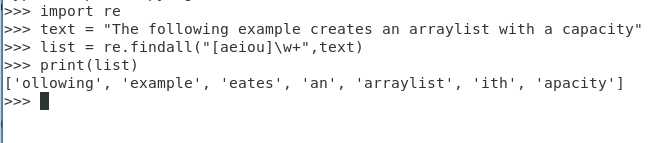 >>> import re
>>> text = "The following example creates an arraylist with a capacity"
>>> list = re.findall("[aeiou]\w+",text)
>>> print(list)
['ollowing', 'example', 'eates', 'an', 'arraylist', 'ith', 'apacity']
>>>